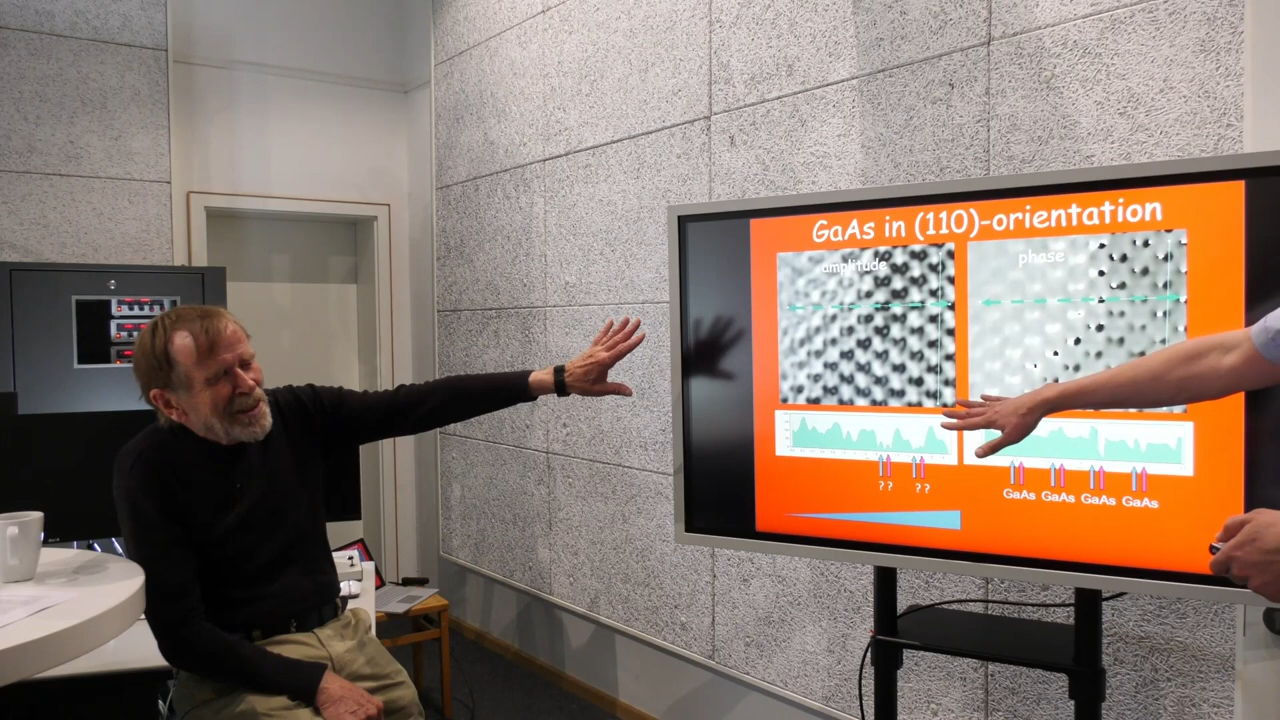 GaAs in (110)-orientation
amplitude
phase
? ? ? ?
GaAs GaAs GaAs GaAs